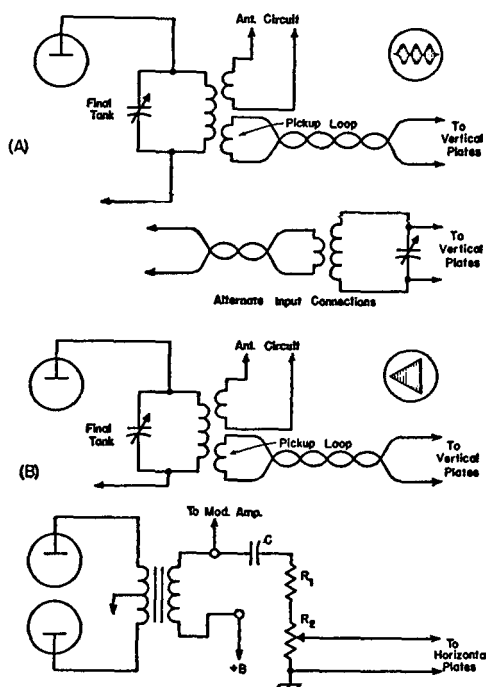 Ant. Circuit
Final
Tank
(A)
Pickup Loop
To
Vertical
Plates
To
Vertical
Plates
Alternate Input Connections
Ant. Circuit
Final
Tank
(B)
Pickup Loop
To
Vertical
Plates
To Mod. Amp.
C
R1
R2
+B
To
Horizontal
Plates